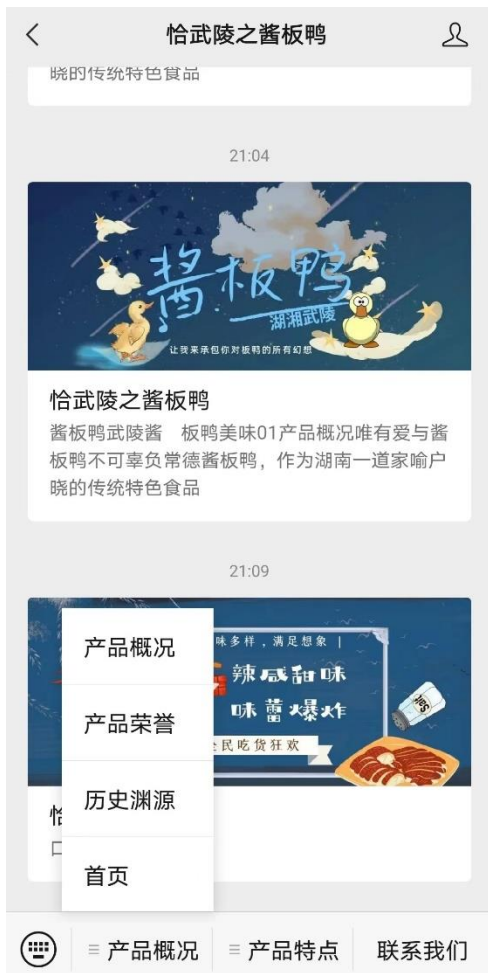 恰武陵之酱板鸭
晓的传统特色食品
21:04
酱板鸭
湖湘武陵
让我来承包你对板鸭的所有幻想
恰武陵之酱板鸭
酱板鸭武陵酱 板鸭美味01产品概况唯有爱与酱
板鸭不可辜负常德酱板鸭，作为湖南一道家喻户
晓的传统特色食品
21:09
味多样，满足想象 |
辣咸甜味
味蕾爆炸
民吃货狂欢
SALT
恰
口
产品概况
产品荣誉
历史渊源
首页
≡ 产品概况
≡ 产品特点
联系我们